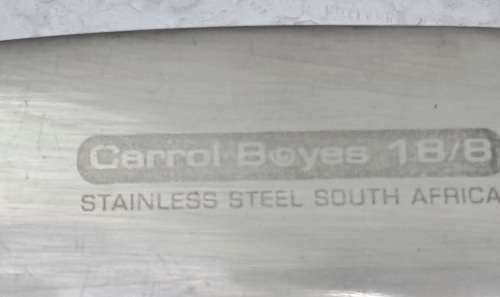 Carrol Boyes 18/8
STAINLESS STEEL SOUTH AFRICA